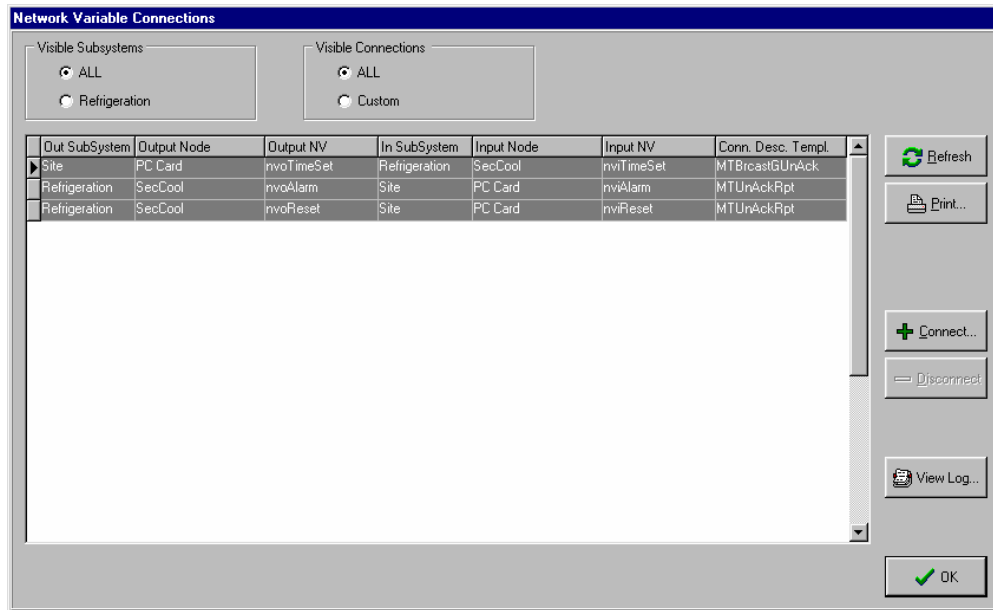 Network Variable Connections
Visible Subsystems
ALL
Refrigeration
Visible Connections
ALL
Custom
Out SubSystem Output Node Output NV In SubSystem Input Node Input NV Conn. Desc. Templ.
Site PC Card nvoTimeSet Refrigeration SecCool nviTimeSet MTBrcastGUnAck
Refrigeration SecCool nvoAlarm Site PC Card nviAlarm MTUnAckRpt
Refrigeration SecCool nvoReset Site PC Card nviReset MTUnAckRpt
Refresh
Print...
Connect...
Disconnect
View Log...
OK